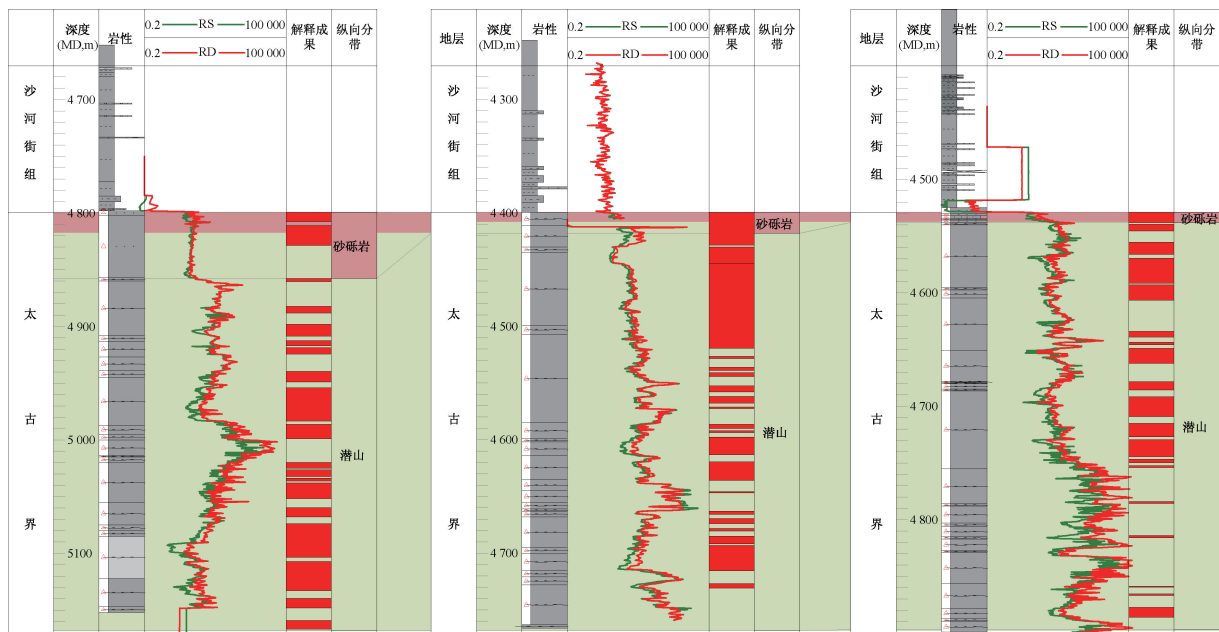 深度
(MD,m)
岩性
0.2 RS 100 000
0.2 RD 100 000
解释成
果
纵向分
带
沙
河
街
组
太
古
界
4 700
4 800
4 900
5 000
5100
砂砾岩
潜山
地层
深度
(MD,m)
岩性
0.2 RS 100 000
0.2 RD 100 000
解释成
果
纵向分
带
沙
河
街
组
太
古
界
4 300
4 400
4 500
4 600
4 700
砂砾岩
潜山
地层
深度
(MD,m)
岩性
0.2 RS 100 000
0.2 RD 100 000
解释成
果
纵向分
带
沙
河
街
组
太
古
界
4 500
4 600
4 700
4 800
砂砾岩
潜山